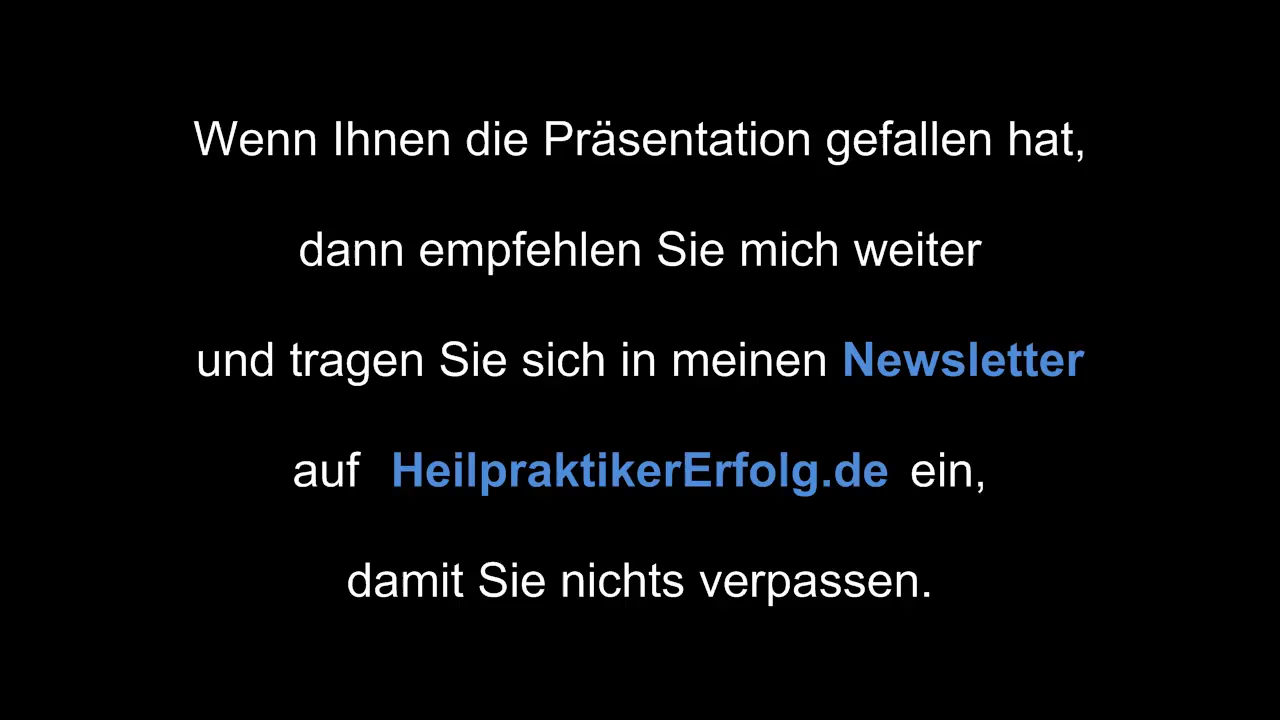 Wenn Ihnen die Präsentation gefallen hat,
dann empfehlen Sie mich weiter
und tragen Sie sich in meinen Newsletter
auf HeilpraktikerErfolg.de ein,
damit Sie nichts verpassen.